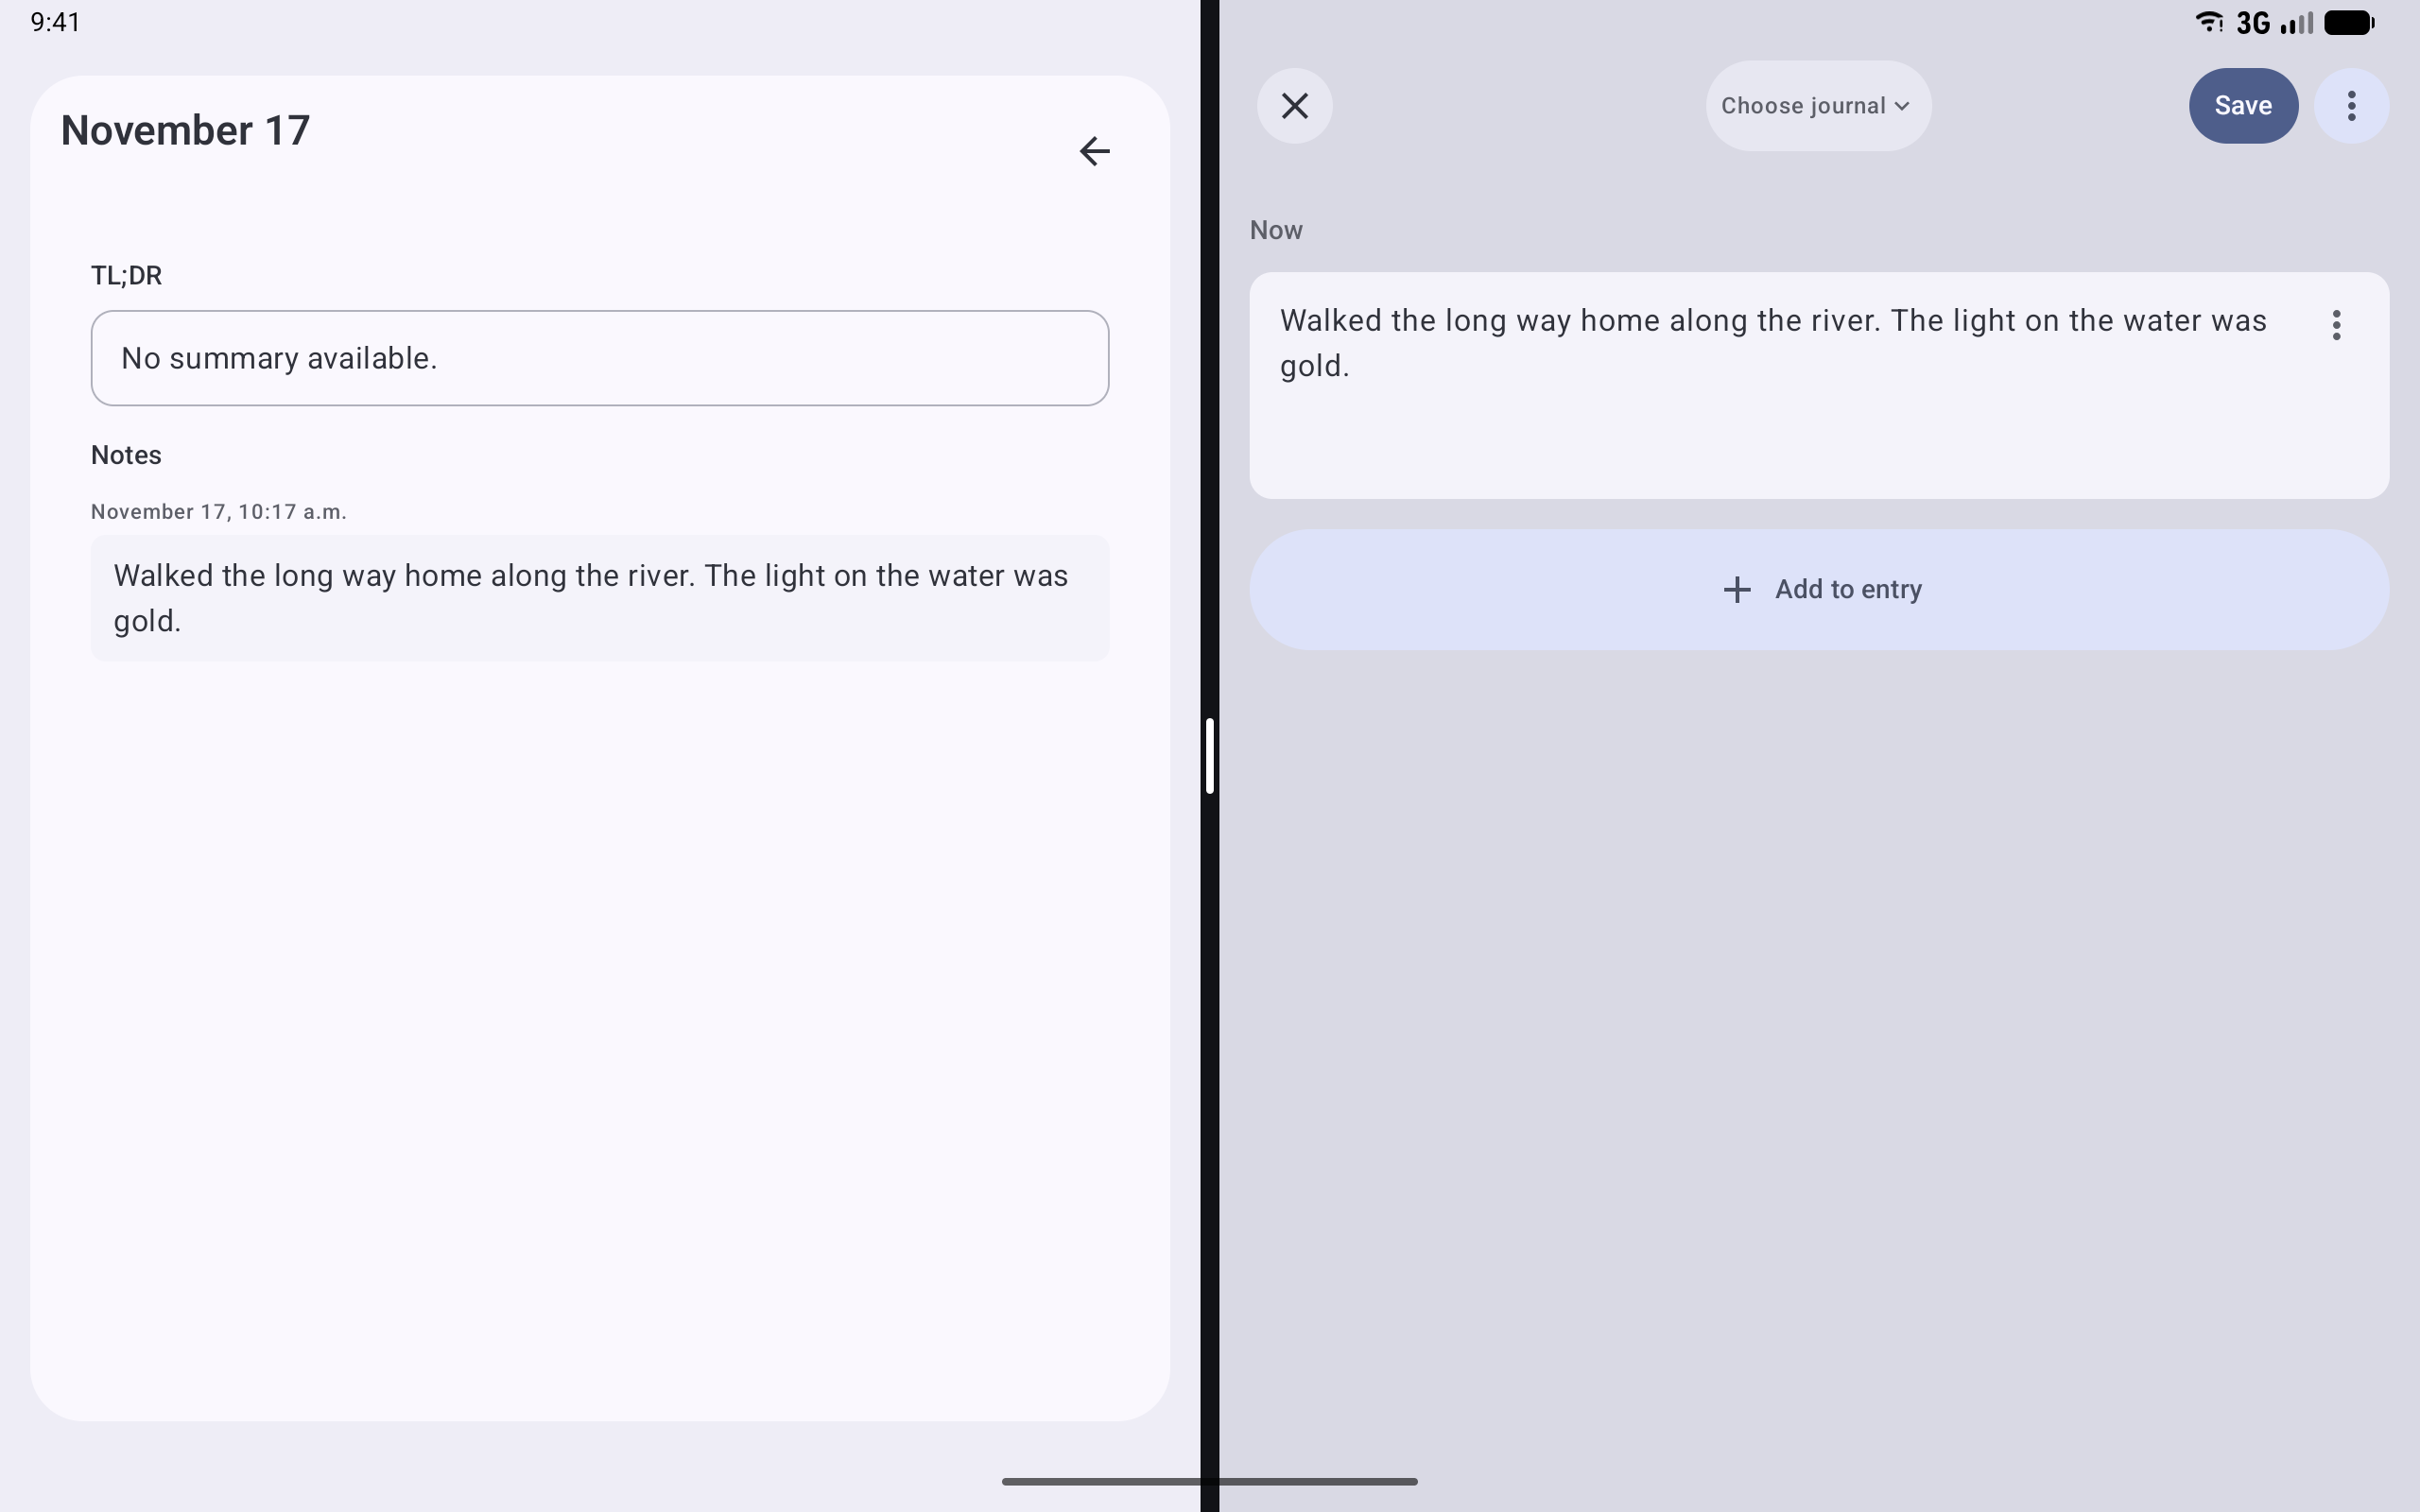 9:41
November 17
TL;DR
No summary available.
Notes
November 17, 10:17 a.m.
Walked the long way home along the river. The light on the water was
gold.
3G
Choose journal
Save
Now
Walked the long way home along the river. The light on the water was
gold.
Add to entry